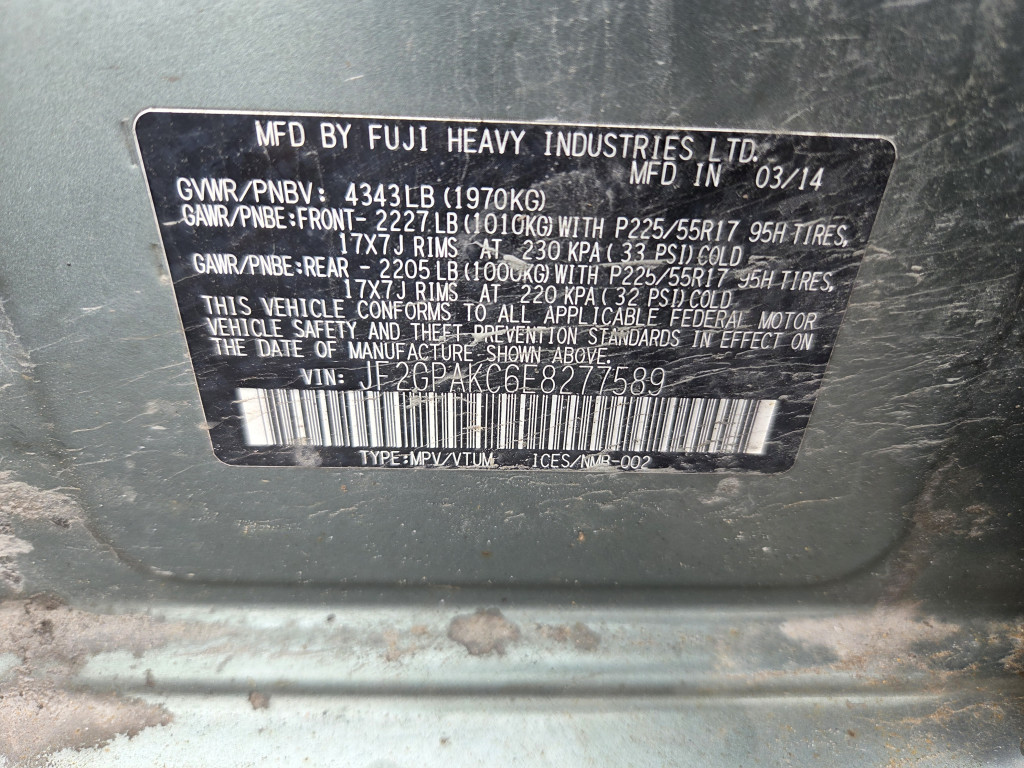 MFD BY FUJI HEAVY INDUSTRIES LTD.
MFD IN 03/14
GVWR/PNBV: 4343LB (1970KG)
GAWR/PNBE:FRONT- 2227LB (1010KG) WITH P225/55R17 95H TIRES,
17X7J RIMS AT 230 KPA( 33 PSI) COLD
GAWR/PNBE:REAR - 2205LB (1000KG) WITH P225/55R17 95H TIRES,
17X7J RIMS AT 220 KPA( 32 PSI) COLD
THIS VEHICLE CONFORMS TO ALL APPLICABLE FEDERAL MOTOR
VEHICLE SAFETY AND THEFT PREVENTION STANDARDS IN EFFECT ON
THE DATE OF MANUFACTURE SHOWN ABOVE.
VIN: JF2GPAKC6E8277589
TYPE:MPV/VTUM ICES/NMB-002